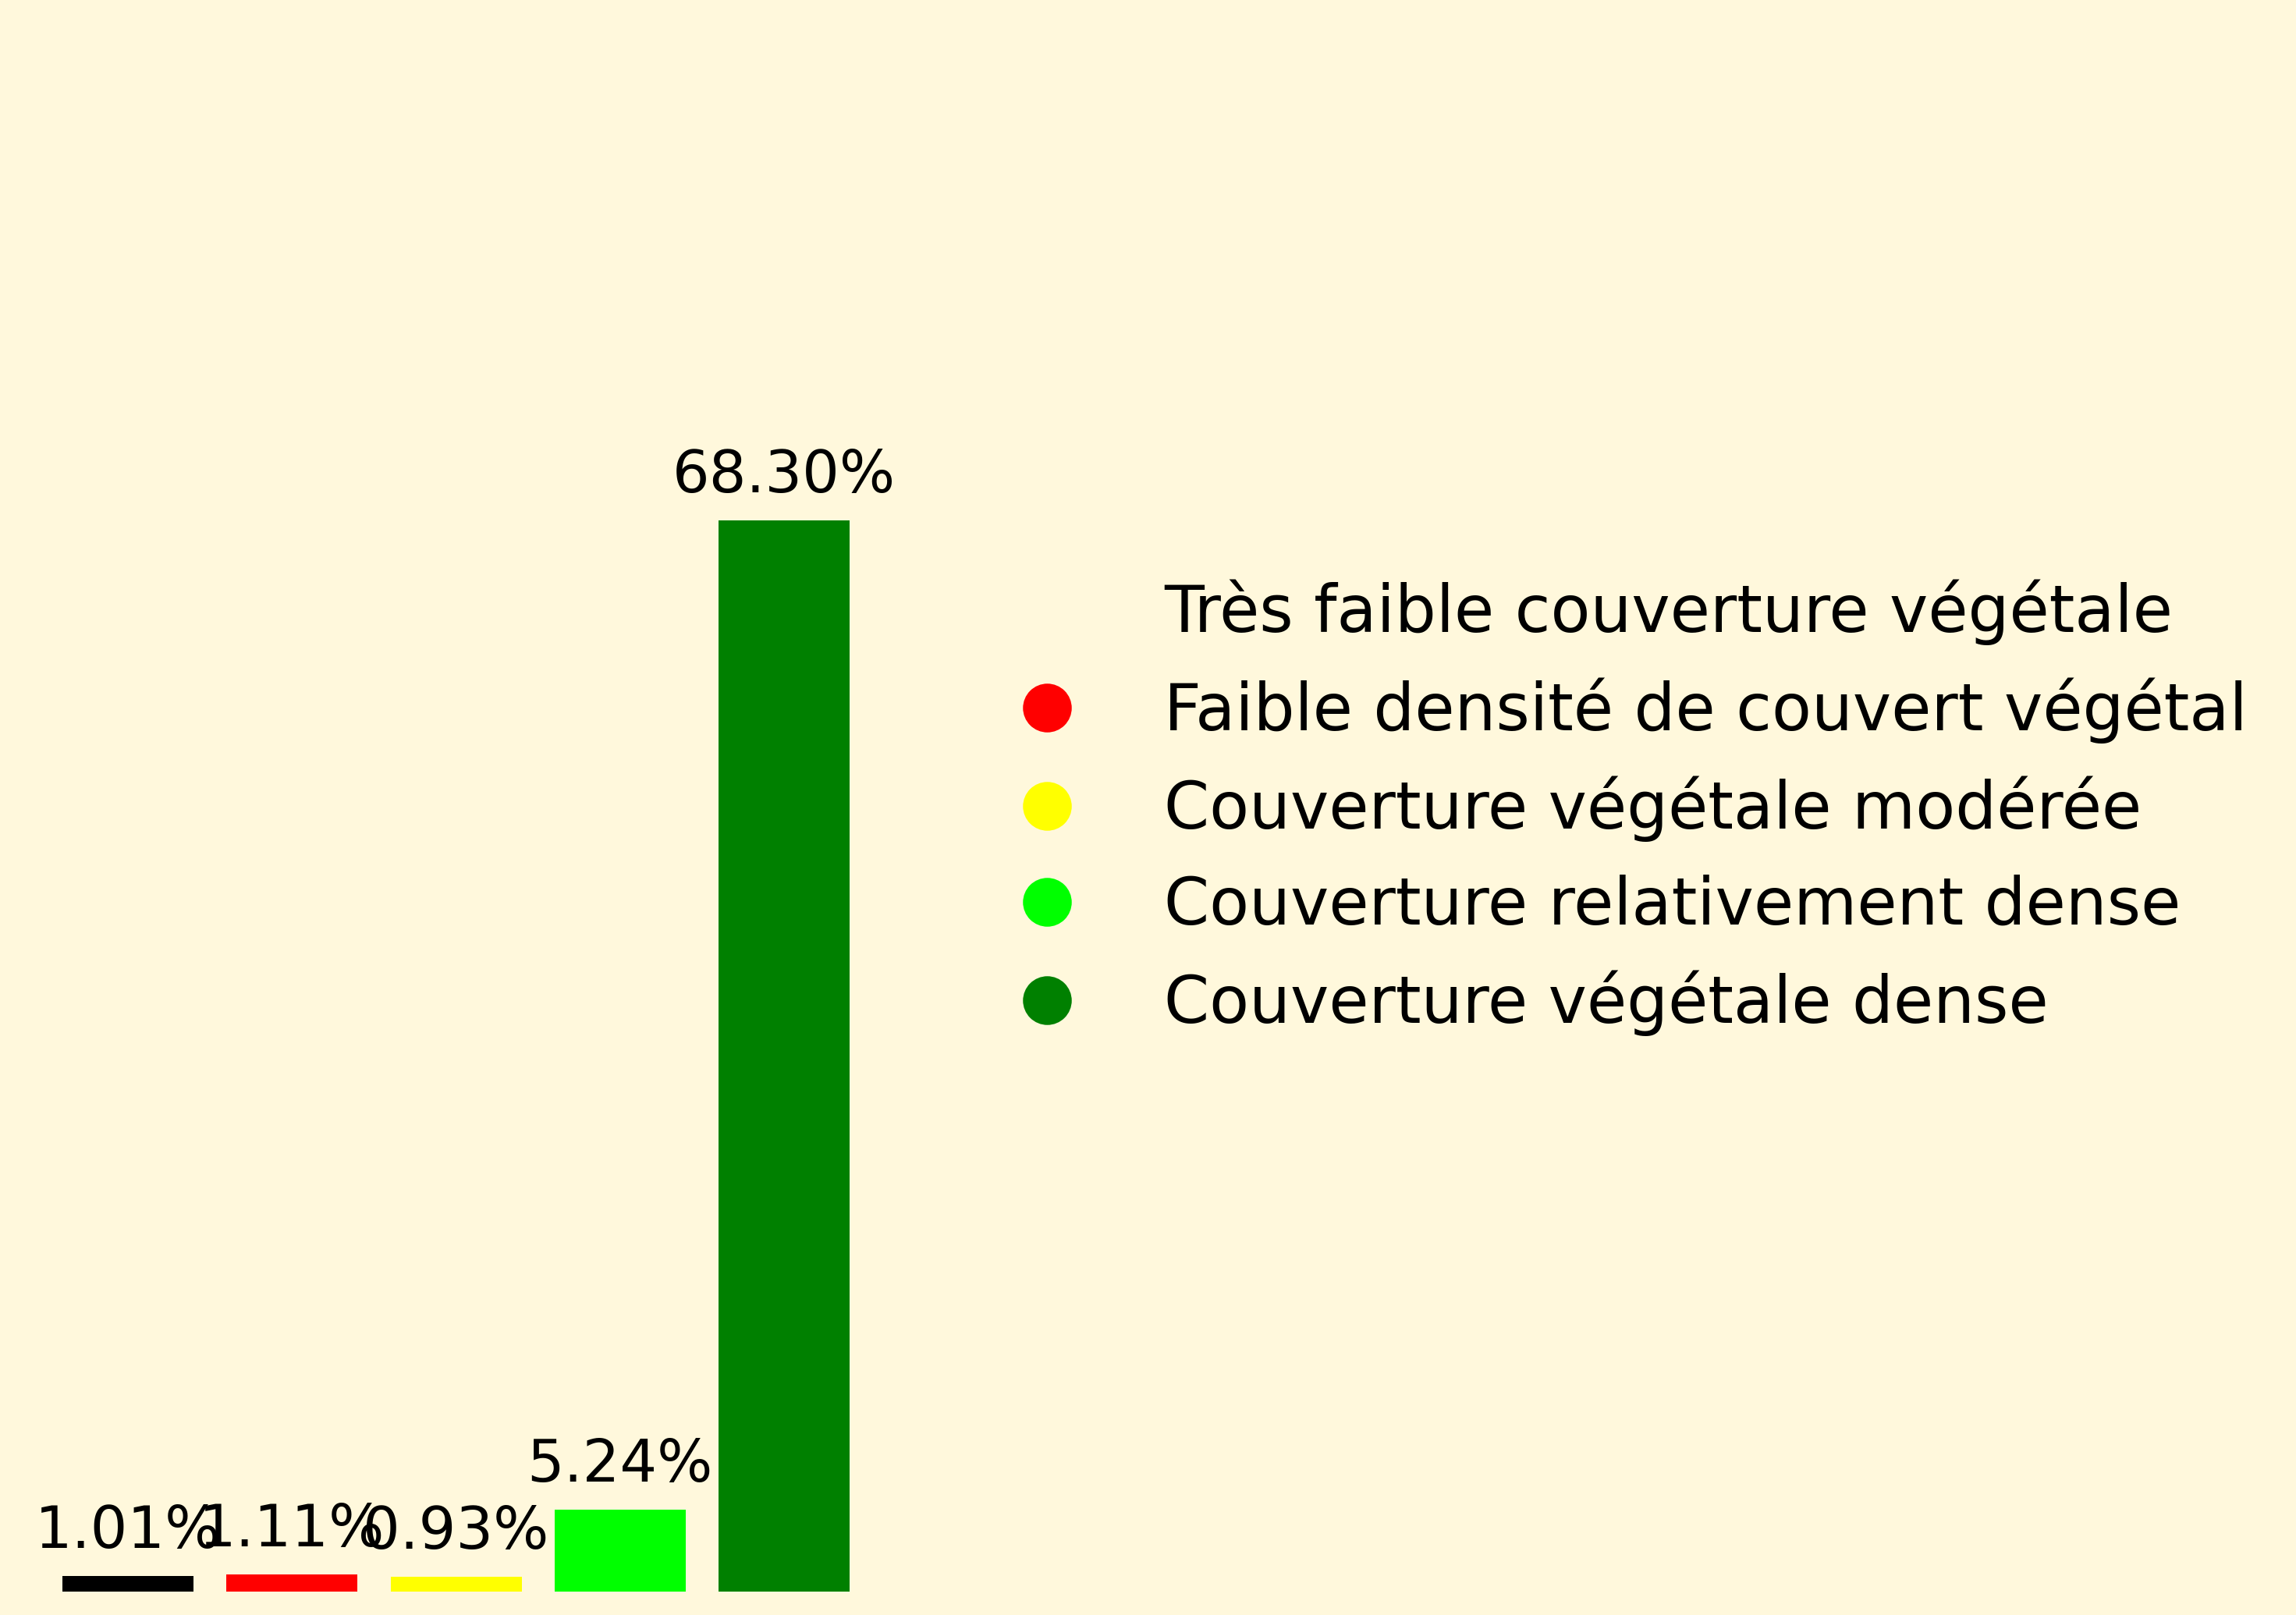 68.30%
Très faible couverture végétale
Faible densité de couvert végétal
Couverture végétale modérée
Couverture relativement dense
Couverture végétale dense
5.24%
1.01%
1.11%
0.93%